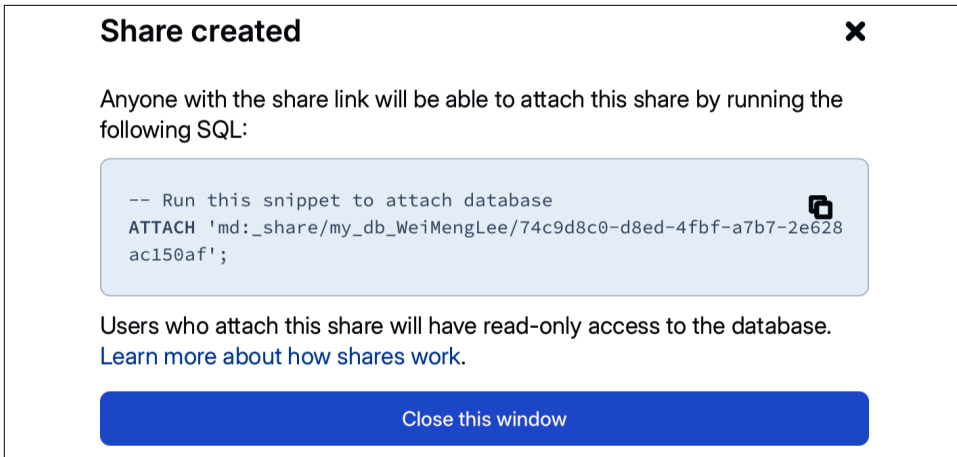 Share created
Anyone with the share link will be able to attach this share by running the
following SQL:
-- Run this snippet to attach database
ATTACH 'md:_share/my_db_WeiMengLee/74c9d8c0-d8ed-4fbf-a7b7-2e628
ac150af';
Users who attach this share will have read-only access to the database.
Learn more about how shares work.
Close this window